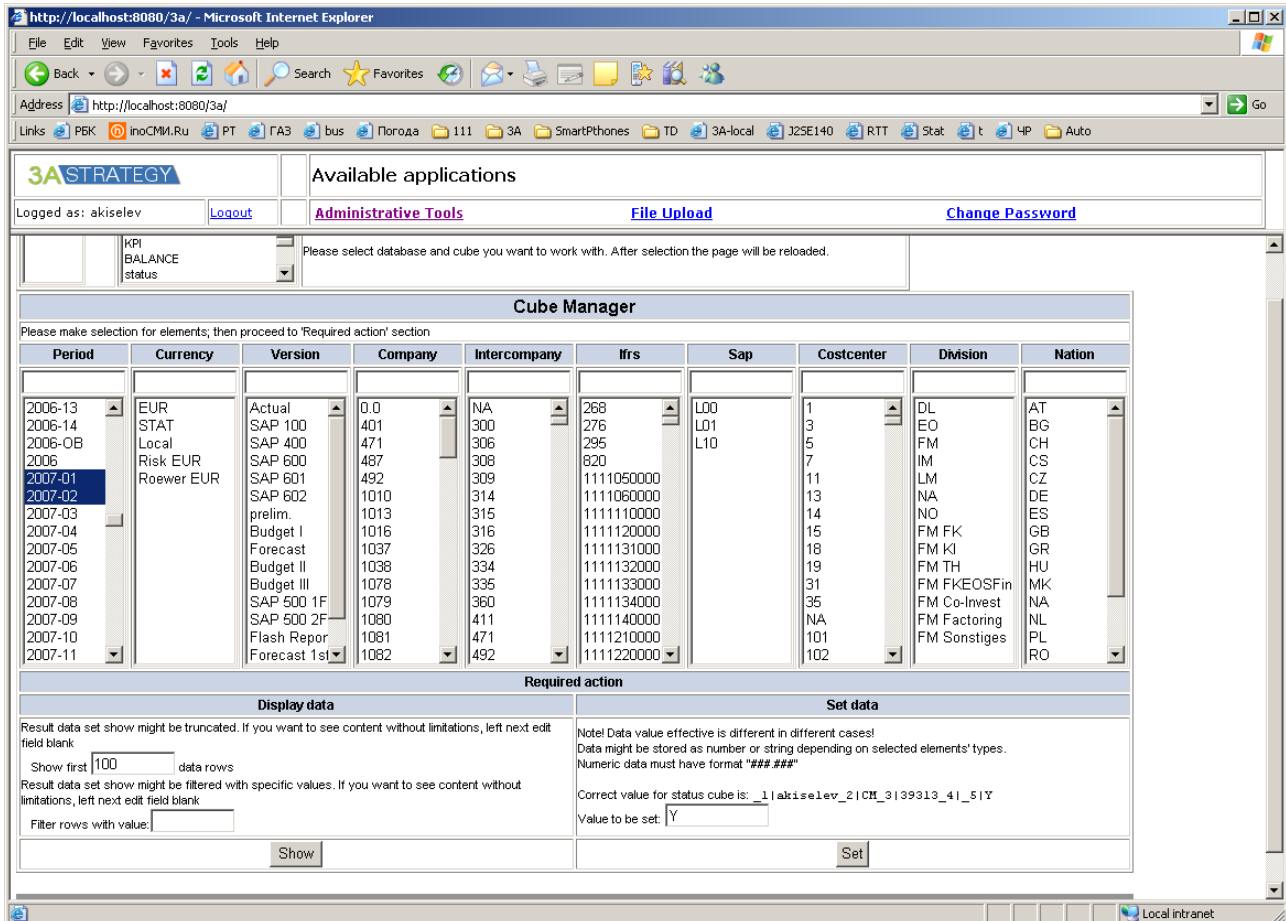 http://localhost:8080/3a/ - Microsoft Internet Explorer
File Edit View Favorites Tools Help
Back Search Favorites
Address http://localhost:8080/3a/ Go
Links РБК іноСМИ.Ru PT ГАЗ bus Погода 111 3A SmartPthones TD 3A-local J2SE140 RTT Stat t ЧР Auto
3A STRATEGY
Available applications
Logged as: akiselev Logout Administrative Tools File Upload Change Password
KPI
BALANCE
status
Please select database and cube you want to work with. After selection the page will be reloaded.
Cube Manager
Please make selection for elements; then proceed to 'Required action' section
Period Currency Version Company Intercompany Ifrs Sap Costcenter Division Nation
2006-13 EUR Actual 0.0 NA 268 L00 1 DL AT
2006-14 STAT SAP 100 401 300 276 L01 3 EO BG
2006-OB Local SAP 400 471 306 295 L10 5 FM CH
2006 Risk EUR SAP 600 487 308 820 7 IM CS
2007-01 Roewer EUR SAP 601 492 309 1111050000 11 LM CZ
2007-02 SAP 602 1010 314 1111060000 13 NA DE
2007-03 prelim. 1013 315 1111110000 14 NO ES
2007-04 Budget I 1016 316 1111120000 15 FM FK GB
2007-05 Forecast 1037 326 1111131000 18 FM KI GR
2007-06 Budget II 1038 334 1111132000 19 FM TH HU
2007-07 Budget III 1078 335 1111133000 31 FM FKEOSFin MK
2007-08 SAP 500 1F 1079 360 1111134000 35 FM Co-Invest NA
2007-09 SAP 500 2F 1080 411 1111140000 NA FM Factoring NL
2007-10 Flash Repor 1081 471 1111210000 101 FM Sonstiges PL
2007-11 Forecast 1st 1082 492 1111220000 102 RO
Required action
Display data Set data
Result data set show might be truncated. If you want to see content without limitations, left next edit
field blank
Show first 100 data rows
Result data set show might be filtered with specific values. If you want to see content without
limitations, left next edit field blank
Filter rows with value:
Note! Data value effective is different in different cases!
Data might be stored as number or string depending on selected elements' types.
Numeric data must have format "###.###"
Correct value for status cube is: _1|akiselev_2|CM_3|39313_4|_5|Y
Value to be set: Y
Show Set
Local intranet